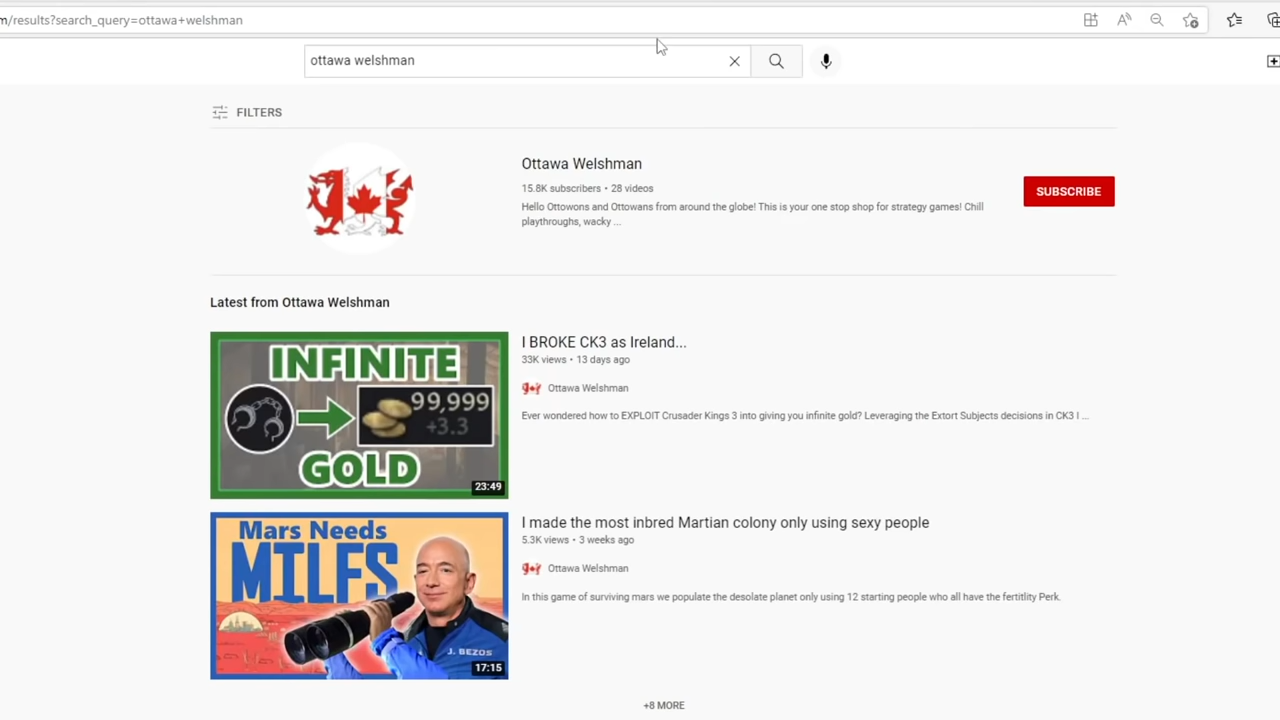 m/results?search_query=ottawa+welshman
ottawa welshman
FILTERS
Ottawa Welshman
15.8K subscribers • 28 videos
Hello Ottowons and Ottowans from around the globe! This is your one stop shop for strategy games! Chill
playthroughs, wacky ...
SUBSCRIBE
Latest from Ottawa Welshman
INFINITE
99,999
+3.3
GOLD
23:49
I BROKE CK3 as Ireland...
33K views • 13 days ago
Ottawa Welshman
Ever wondered how to EXPLOIT Crusader Kings 3 into giving you infinite gold? Leveraging the Extort Subjects decisions in CK3 I ...
Mars Needs
MILFS
J. BEZOS
17:15
I made the most inbred Martian colony only using sexy people
5.3K views • 3 weeks ago
Ottawa Welshman
In this game of surviving mars we populate the desolate planet only using 12 starting people who all have the fertitlity Perk.
+8 MORE